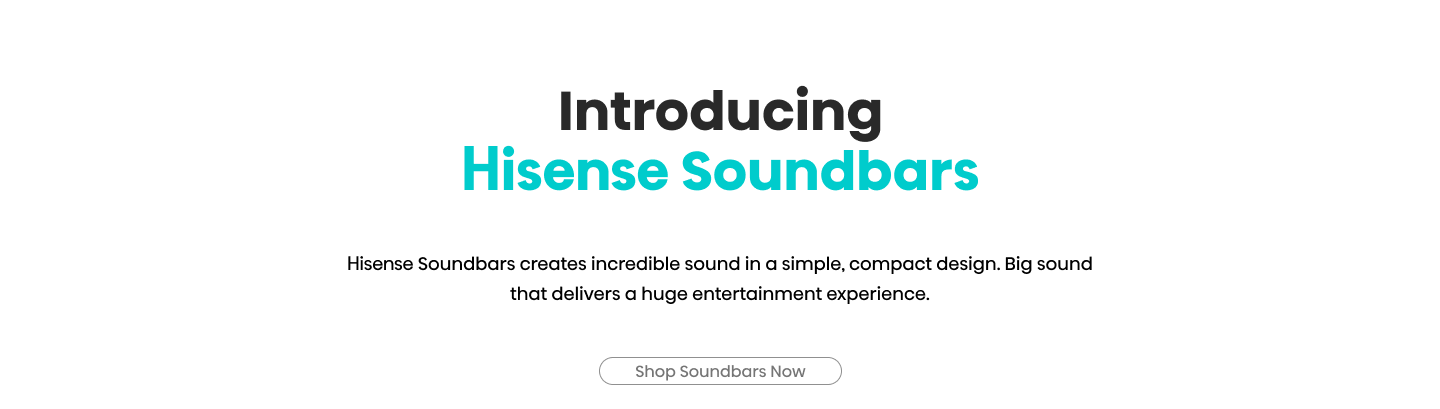 Introducing
Hisense Soundbars
Hisense Soundbars creates incredible sound in a simple, compact design. Big sound
that delivers a huge entertainment experience.
Shop Soundbars Now